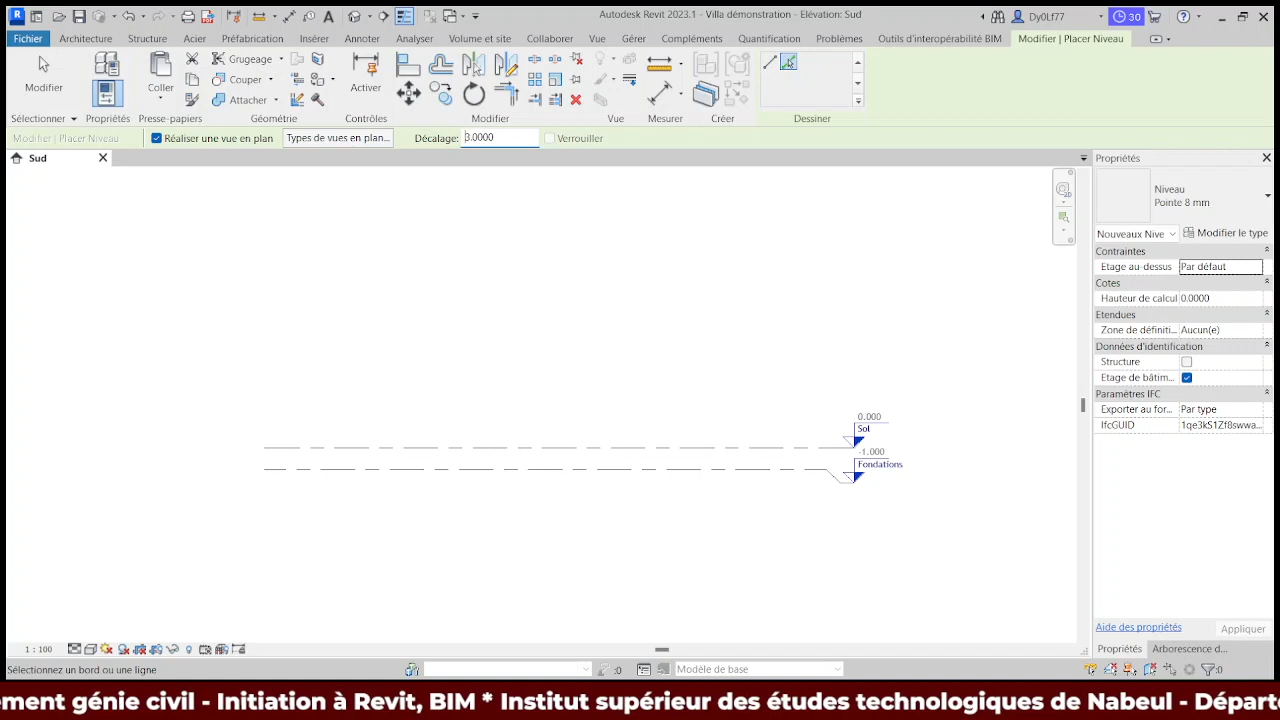 Autodesk Revit 2023.1 - Villa démonstration - Elévation: Sud
Dy0Lf77
30
Fichier Architecture Structure Acier Préfabrication Insérer Annoter Analyser Volume et site Collaborer Vue Gérer Compléments Quantification Problèmes Outils d'interopérabilité BIM Modifier | Placer Niveau
Modifier
Coller
Grugeage
Couper
Attacher
Activer
Sélectionner Propriétés Presse-papiers Géométrie Contrôles Modifier Vue Mesurer Créer Dessiner
Modifier | Placer Niveau Réaliser une vue en plan Types de vues en plan... Décalage: 3.0000 Verrouiller
Sud
Propriétés
Niveau
Pointe 8 mm
Nouveaux Nive Modifier le type
Contraintes
Etage au-dessus Par défaut
Cotes
Hauteur de calcul 0.0000
Etendues
Zone de définiti... Aucun(e)
Données d'identification
Structure
Etage de bâtim...
Paramètres IFC
Exporter au for... Par type
IfcGUID 1qe3kS1Zf8swwa...
0.000
Sol
-1.000
Fondations
Aide des propriétés Appliquer
Propriétés Arborescence d...
1 : 100
Sélectionnez un bord ou une ligne :0 Modèle de base :0
ement génie civil - Initiation à Revit, BIM * Institut supérieur des études technologiques de Nabeul - Départ